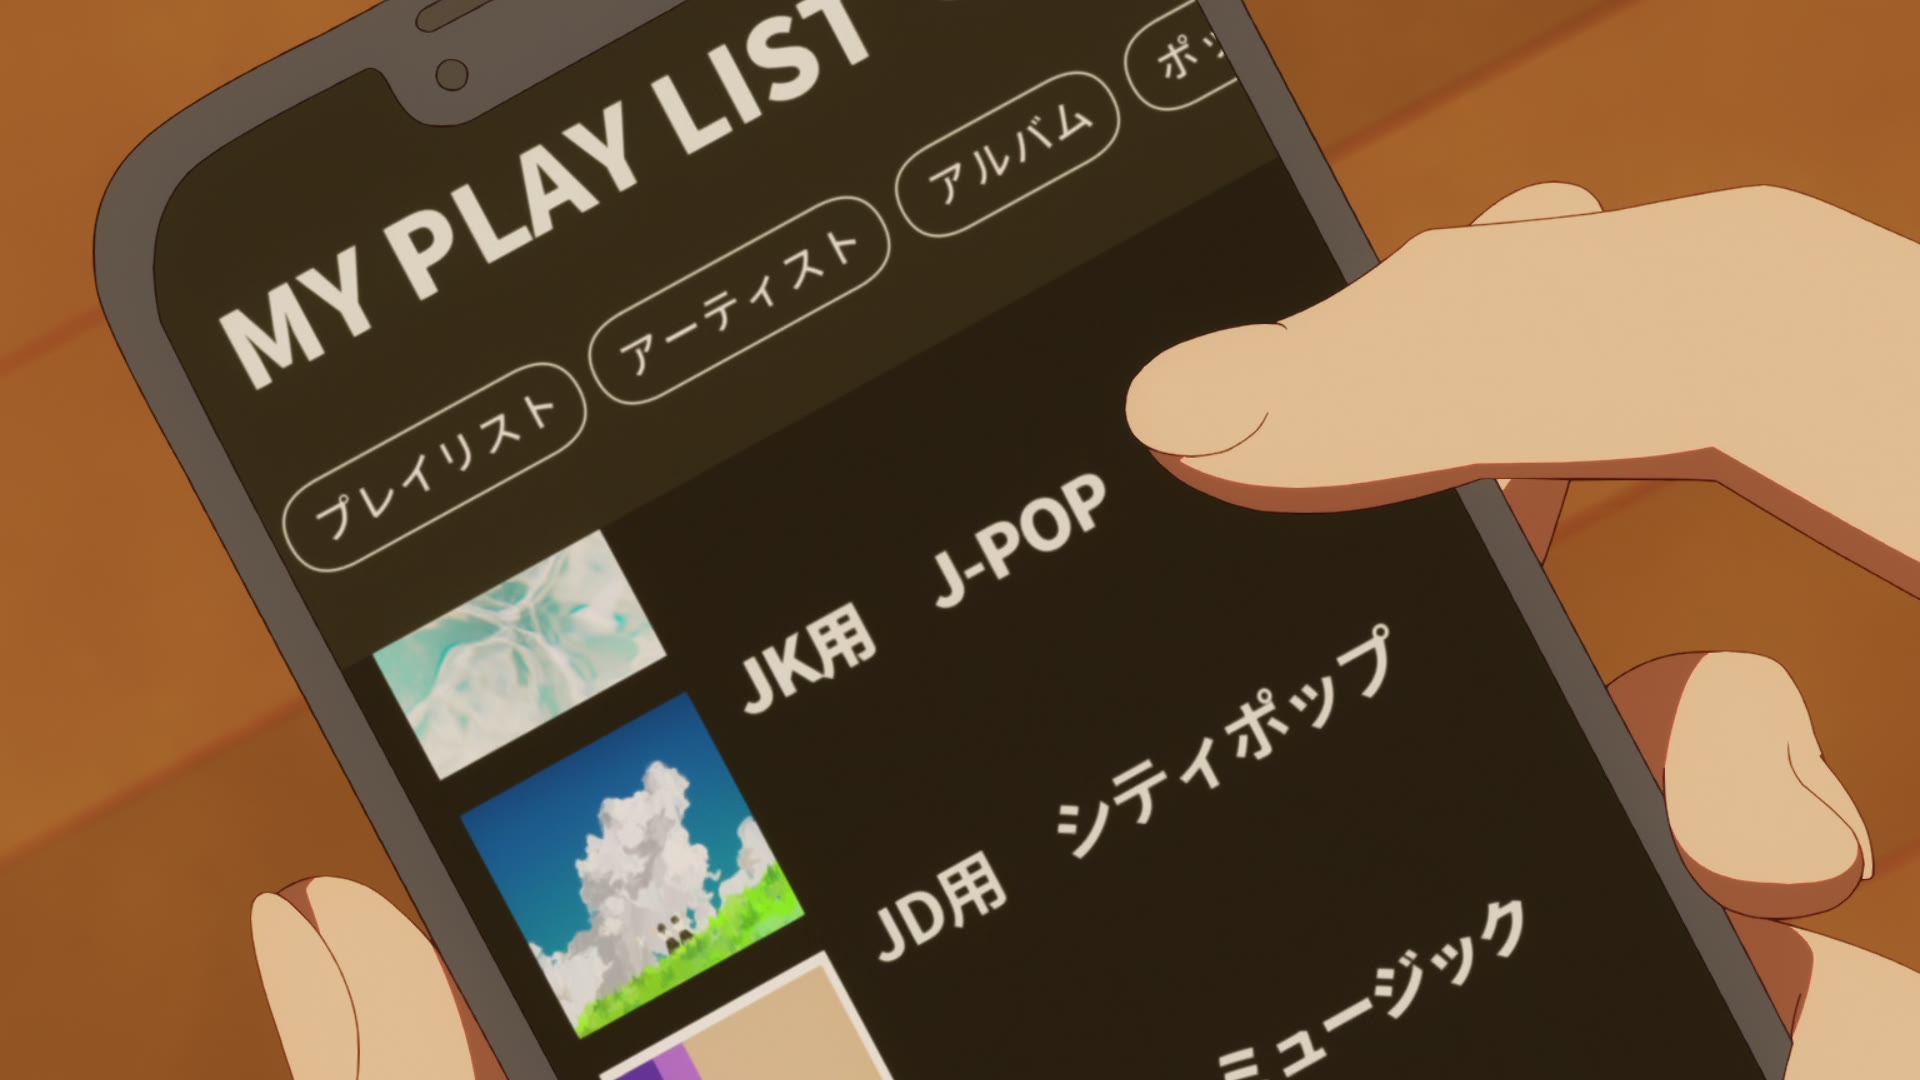 MY PLAY LIST
プレイリスト
アーティスト
アルバム
ポッ
JK用　J-POP
JD用　シティポップ
ミュージック